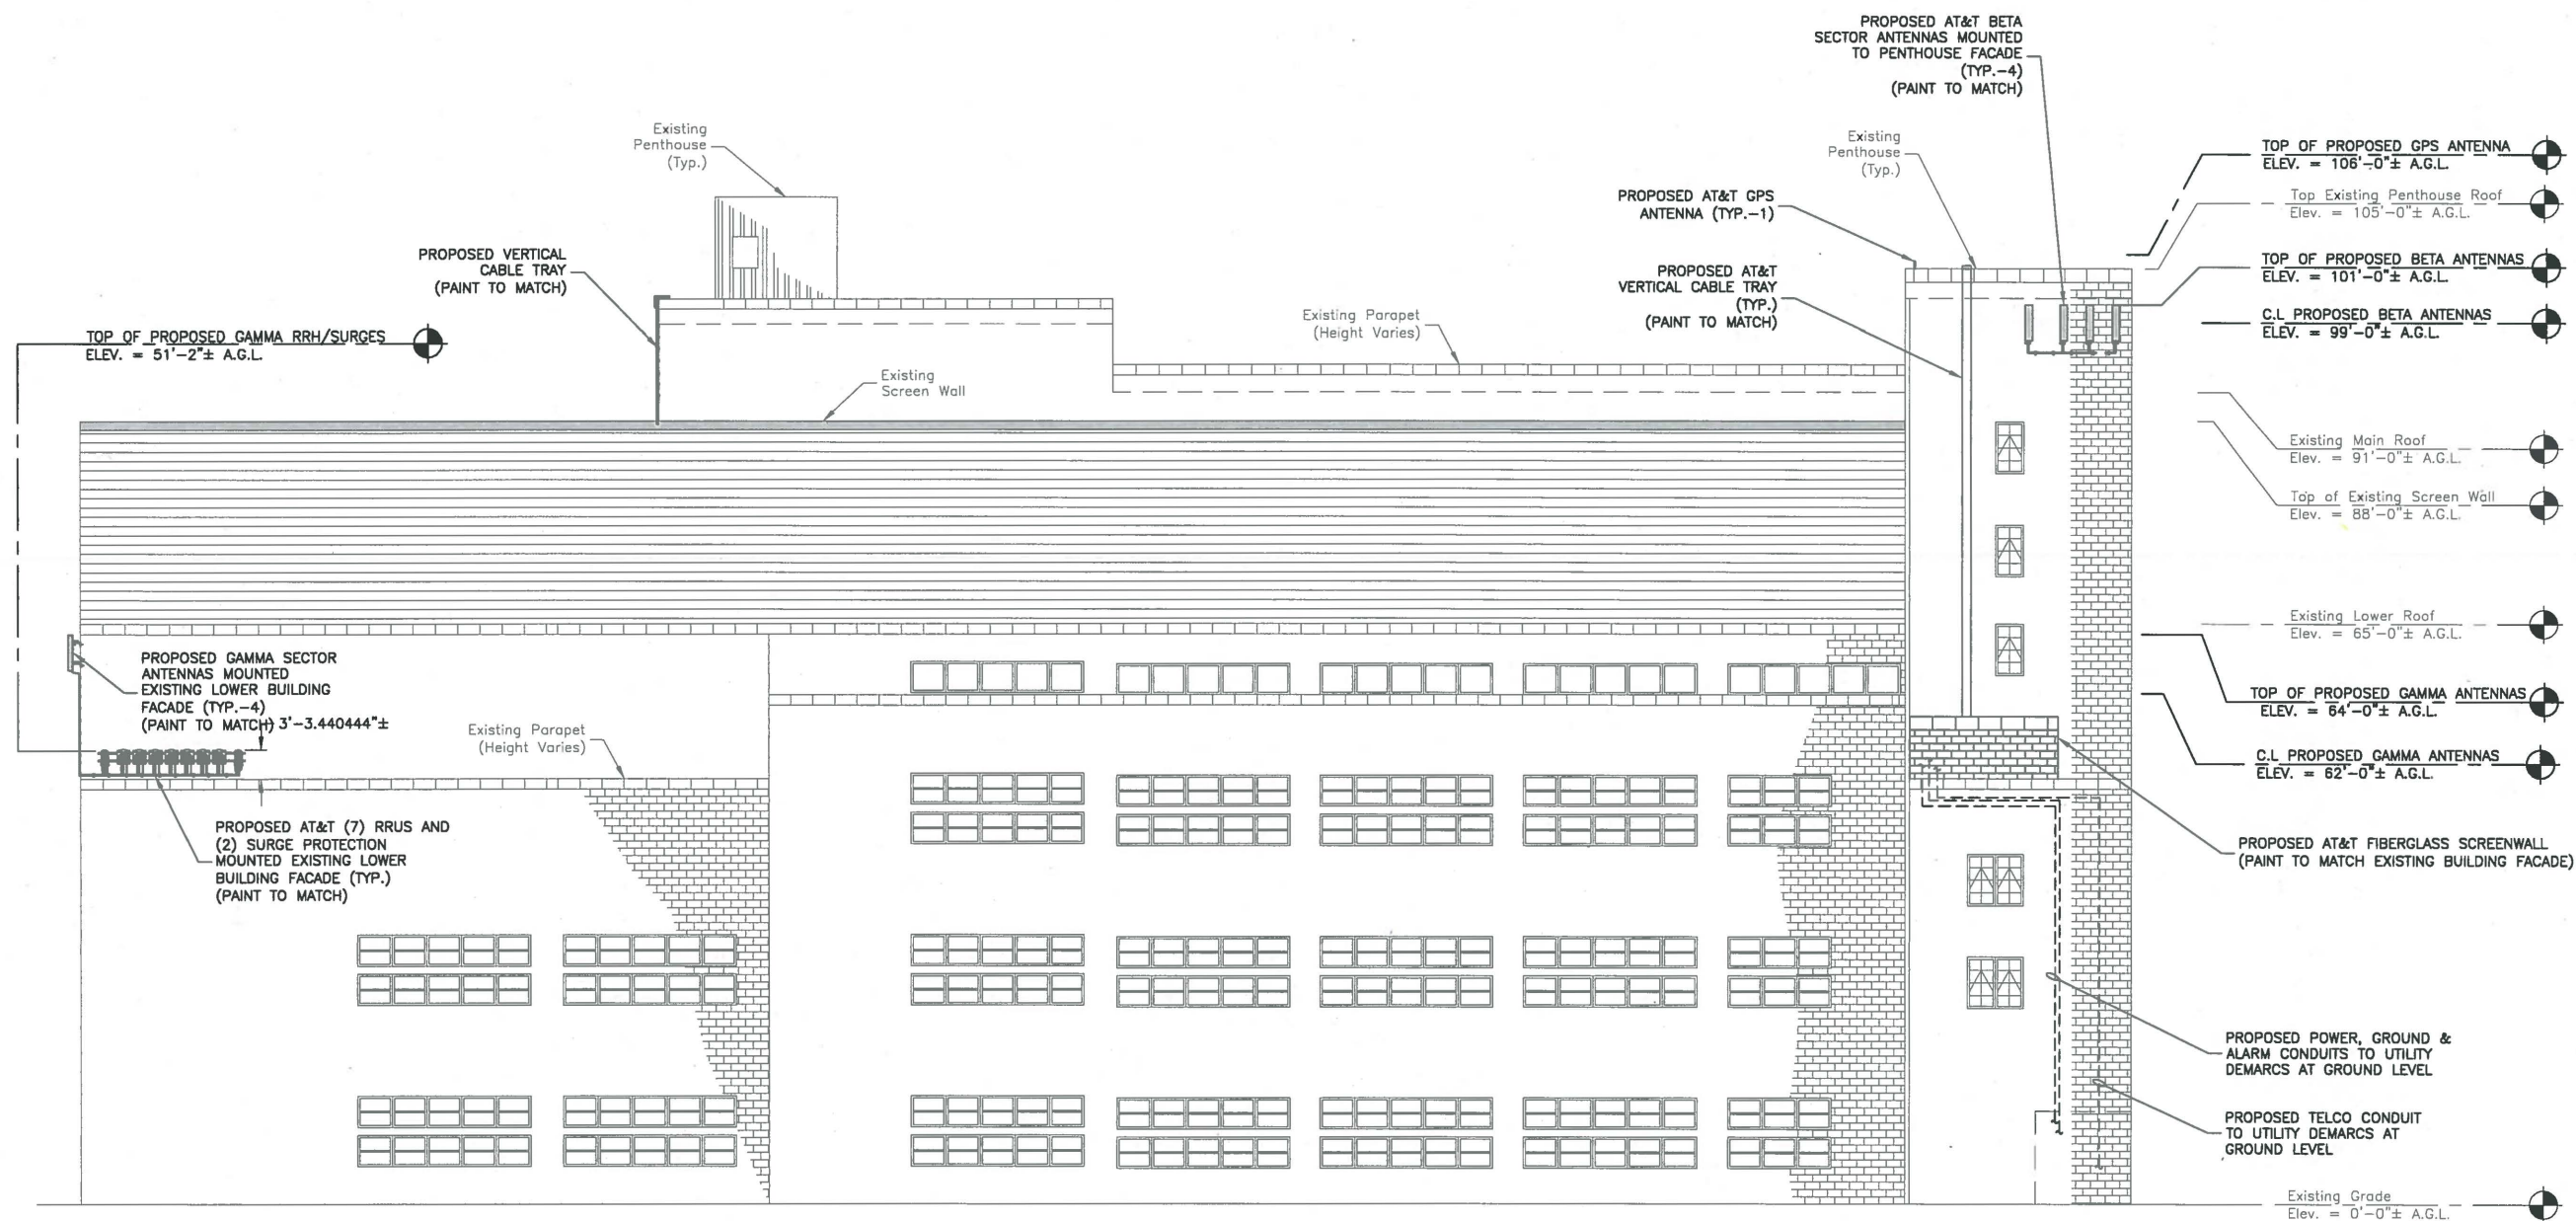 PROPOSED AT&T BETA
SECTOR ANTENNAS MOUNTED
TO PENTHOUSE FACADE
(TYP.-4)
(PAINT TO MATCH)
Existing
Penthouse
(Typ.)
Existing
Penthouse
(Typ.)
TOP OF PROPOSED GPS ANTENNA
ELEV. = 106'-0"± A.G.L.
Top Existing Penthouse Roof
Elev. = 105'-0"± A.G.L.
PROPOSED AT&T GPS
ANTENNA (TYP.-1)
PROPOSED VERTICAL
CABLE TRAY
(PAINT TO MATCH)
PROPOSED AT&T
VERTICAL CABLE TRAY
(TYP.)
(PAINT TO MATCH)
TOP OF PROPOSED BETA ANTENNAS
ELEV. = 101'-0"± A.G.L.
C.L PROPOSED BETA ANTENNAS
ELEV. = 99'-0"± A.G.L.
Existing Parapet
(Height Varies)
TOP OF PROPOSED GAMMA RRH/SURGES
ELEV. = 51'-2"± A.G.L.
Existing
Screen Wall
Existing Main Roof
Elev. = 91'-0"± A.G.L.
Top of Existing Screen Wall
Elev. = 88'-0"± A.G.L.
Existing Lower Roof
Elev. = 65'-0"± A.G.L.
PROPOSED GAMMA SECTOR
ANTENNAS MOUNTED
EXISTING LOWER BUILDING
FACADE (TYP.-4)
(PAINT TO MATCH) 3'-3.440444"±
TOP OF PROPOSED GAMMA ANTENNAS
ELEV. = 64'-0"± A.G.L.
Existing Parapet
(Height Varies)
C.L PROPOSED GAMMA ANTENNAS
ELEV. = 62'-0"± A.G.L.
PROPOSED AT&T (7) RRUS AND
(2) SURGE PROTECTION
MOUNTED EXISTING LOWER
BUILDING FACADE (TYP.)
(PAINT TO MATCH)
PROPOSED AT&T FIBERGLASS SCREENWALL
(PAINT TO MATCH EXISTING BUILDING FACADE)
PROPOSED POWER, GROUND &
ALARM CONDUITS TO UTILITY
DEMARCS AT GROUND LEVEL
PROPOSED TELCO CONDUIT
TO UTILITY DEMARCS AT
GROUND LEVEL
Existing Grade
Elev. = 0'-0"± A.G.L.